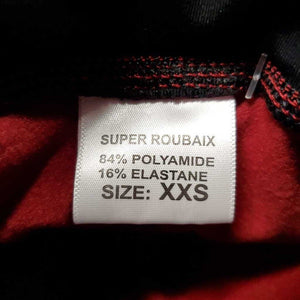 SUPER ROUBAIX
84% POLYAMIDE
16% ELASTANE
SIZE: XXS